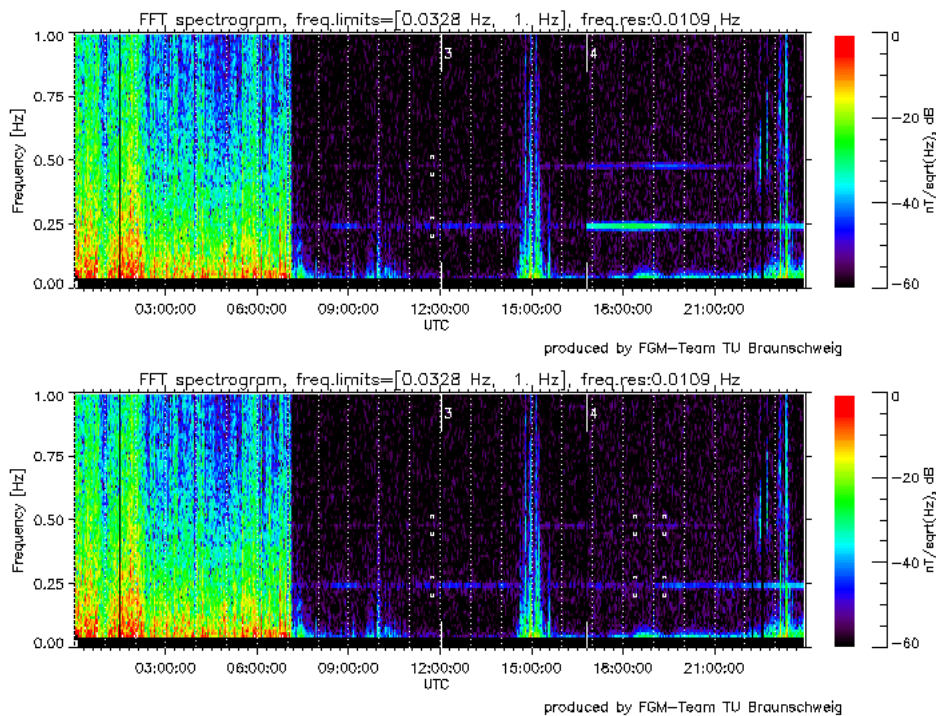 FFT spectrogram, freq.limits=[0.0328 Hz, 1. Hz], freq.res:0.0109 Hz
1.00
0.75
0.50
0.25
0.00
Frequency [Hz]
3
4
n
u
n
u
03:00:00 06:00:00 09:00:00 12:00:00 15:00:00 18:00:00 21:00:00
UTC
0
-20
-40
-60
nT/sqrt(Hz), dB
produced by FGM-Team TU Braunschweig
FFT spectrogram, freq.limits=[0.0328 Hz, 1. Hz], freq.res:0.0109 Hz
1.00
0.75
0.50
0.25
0.00
Frequency [Hz]
3
4
n n n
u u u
n n n
u u u
03:00:00 06:00:00 09:00:00 12:00:00 15:00:00 18:00:00 21:00:00
UTC
0
-20
-40
-60
nT/sqrt(Hz), dB
produced by FGM-Team TU Braunschweig